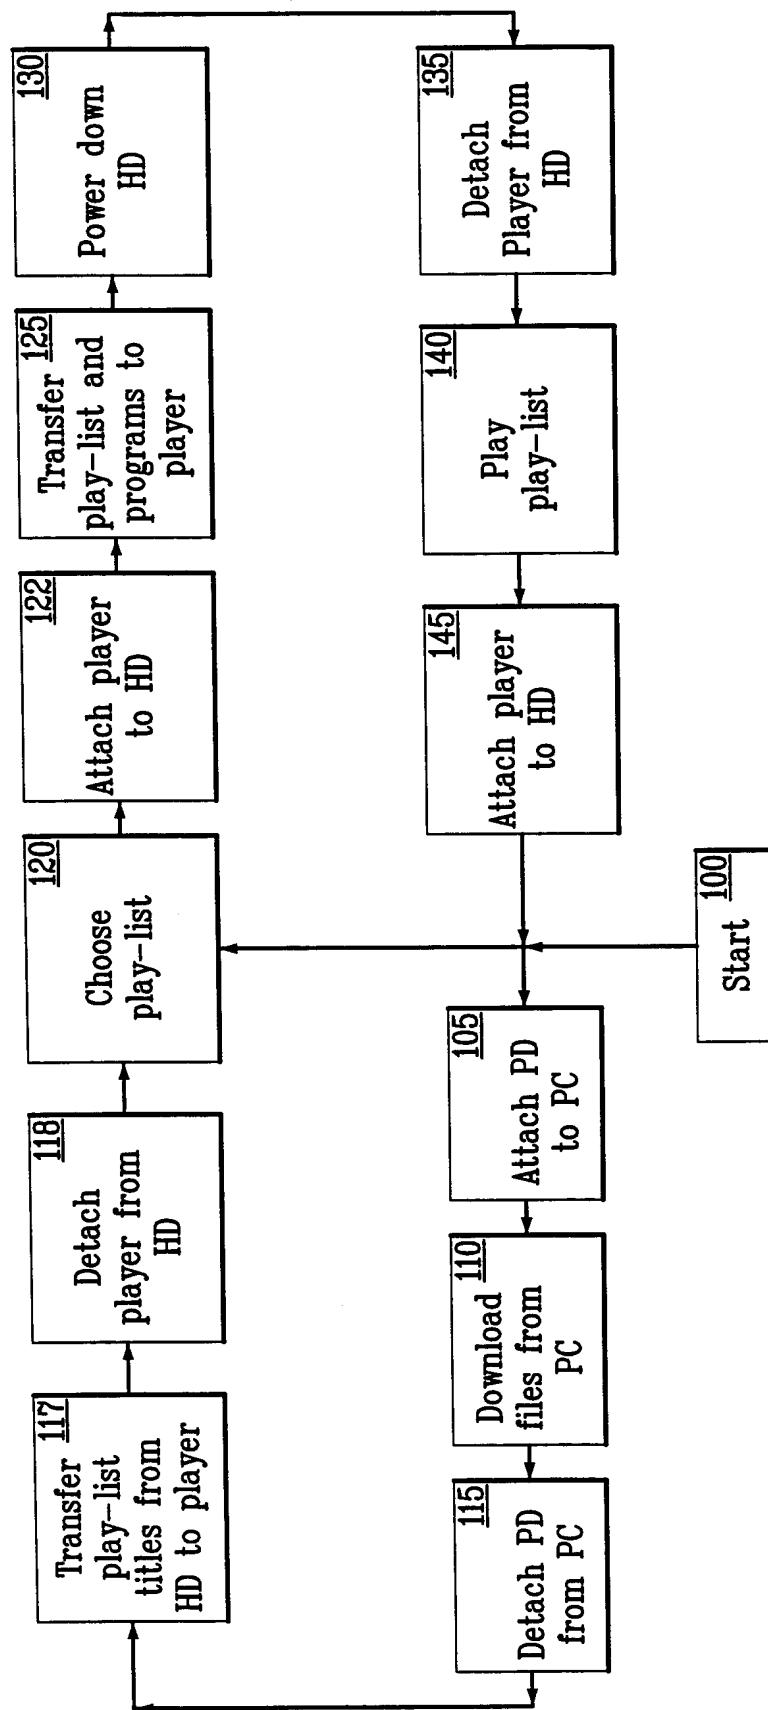 100
Start
105
Attach PD
to PC
110
Download
files from
PC
115
Detach PD
from PC
117
Transfer
play-list
titles from
HD to player
118
Detach
player from
HD
120
Choose
play-list
122
Attach player
to HD
125
Transfer
play-list and
programs to
player
130
Power down
HD
135
Detach
Player from
HD
140
Play
play-list
145
Attach player
to HD